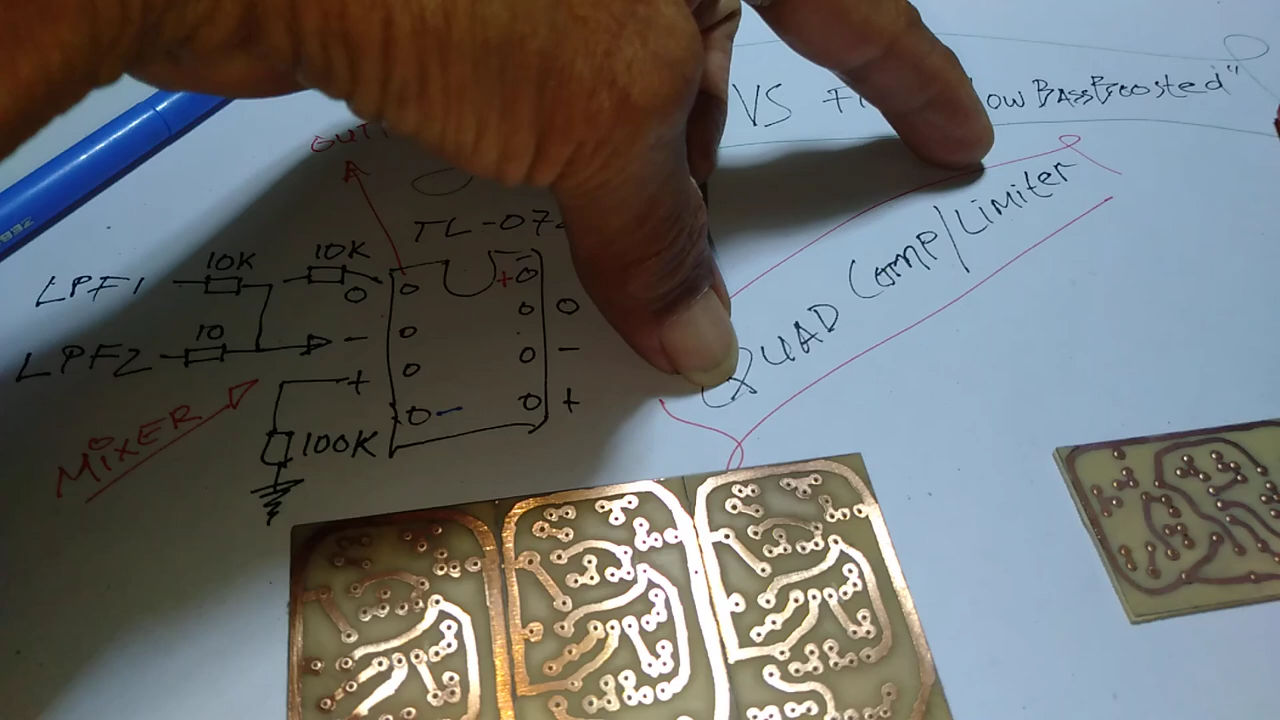 VS
BassBoosted"
QUAD Comp/Limiter
TL-07
LPF1
10K
10K
LPF2
10
-
+
100K
MiXER
+
-
O
-
+
-